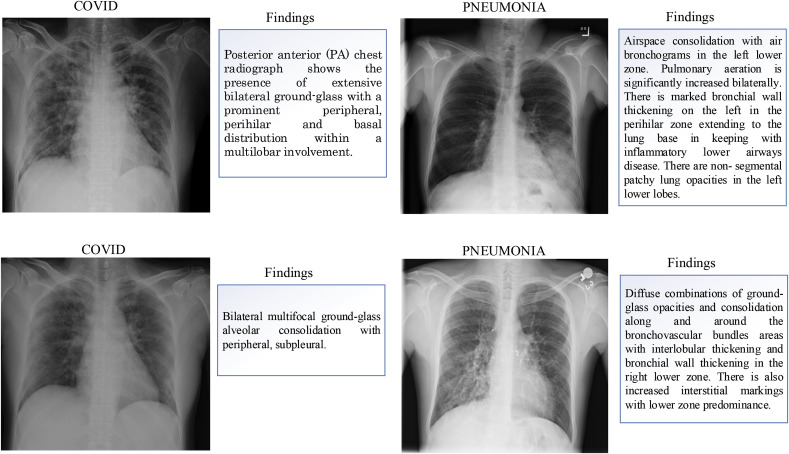 COVID
Findings
Posterior anterior (PA) chest
radiograph shows the
presence of extensive
bilateral ground-glass with a
prominent peripheral,
perihilar and basal
distribution within a
multilobar involvement.
PNEUMONIA
Findings
Airspace consolidation with air
bronchograms in the left lower
zone. Pulmonary aeration is
significantly increased bilaterally.
There is marked bronchial wall
thickening on the left in the
perihilar zone extending to the
lung base in keeping with
inflammatory lower airways
disease. There are non- segmental
patchy lung opacities in the left
lower lobes.
COVID
Findings
Bilateral multifocal ground-glass
alveolar consolidation with
peripheral, subpleural.
PNEUMONIA
Findings
Diffuse combinations of ground-
glass opacities and consolidation
along and around the
bronchovascular bundles areas
with interlobular thickening and
bronchial wall thickening in the
right lower zone. There is also
increased interstitial markings
with lower zone predominance.